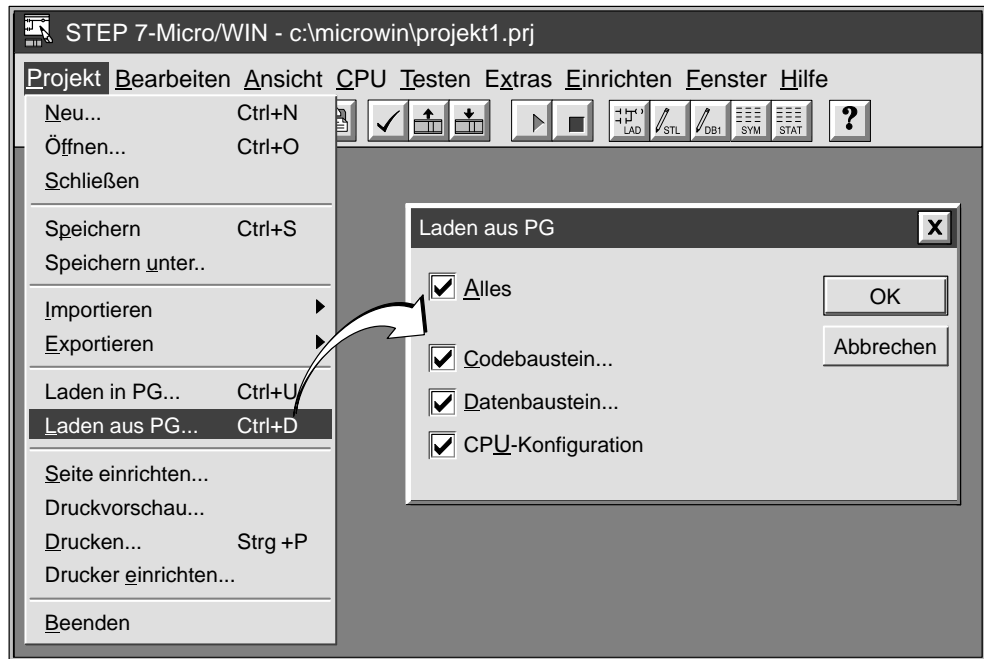 STEP 7-Micro/WIN - c:\microwin\projekt1.prj
Projekt Bearbeiten Ansicht CPU Testen Extras Einrichten Fenster Hilfe
LAD STL DB1 SYM STAT ?
Neu... Ctrl+N
Öffnen... Ctrl+O
Schließen
Speichern Ctrl+S
Speichern unter..
Importieren
Exportieren
Laden in PG... Ctrl+U
Laden aus PG... Ctrl+D
Seite einrichten...
Druckvorschau...
Drucken... Strg +P
Drucker einrichten...
Beenden
Laden aus PG X
Alles
OK
Abbrechen
Codebaustein...
Datenbaustein...
CPU-Konfiguration